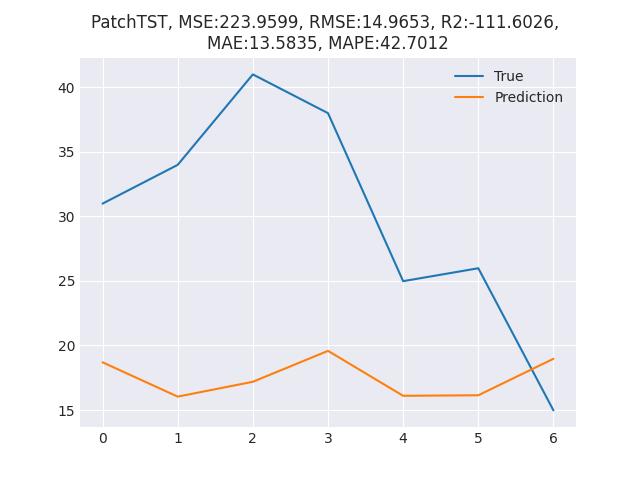 PatchTST, MSE:223.9599, RMSE:14.9653, R2:-111.6026,
MAE:13.5835, MAPE:42.7012
True
Prediction
40
35
30
25
20
15
0 1 2 3 4 5 6